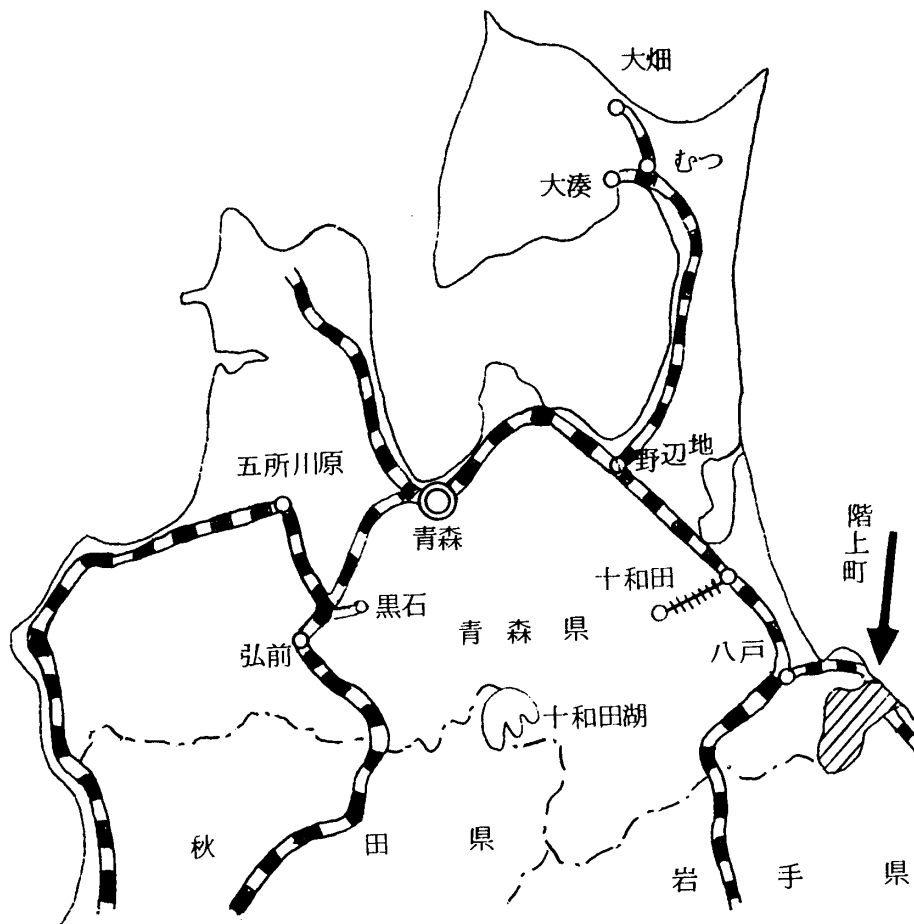 大畑
むつ
大湊
五所川原
野辺地
青森
階上町
十和田
黒石
青森県
弘前
八戸
十和田湖
秋田県
岩手県